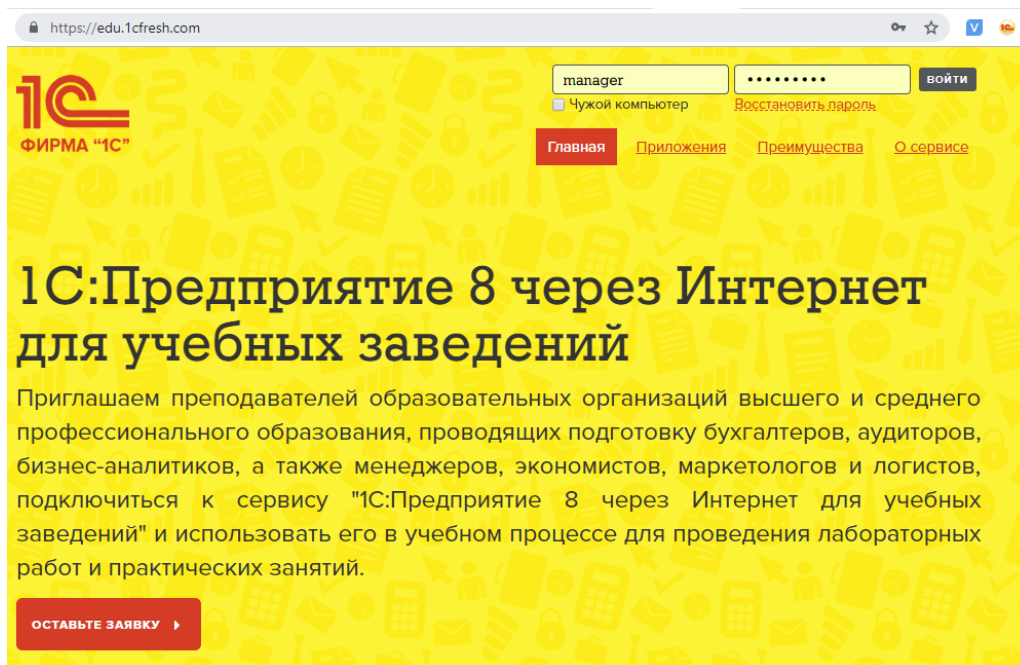 https://edu.1cfresh.com
1С
ФИРМА "1С"
manager
•••••••••
ВОЙТИ
Чужой компьютер
Восстановить пароль
Главная
Приложения
Преимущества
О сервисе
1С:Предприятие 8 через Интернет
для учебных заведений
Приглашаем преподавателей образовательных организаций высшего и среднего
профессионального образования, проводящих подготовку бухгалтеров, аудиторов,
бизнес-аналитиков, а также менеджеров, экономистов, маркетологов и логистов,
подключиться к сервису "1С:Предприятие 8 через Интернет для учебных
заведений" и использовать его в учебном процессе для проведения лабораторных
работ и практических занятий.
ОСТАВЬТЕ ЗАЯВКУ